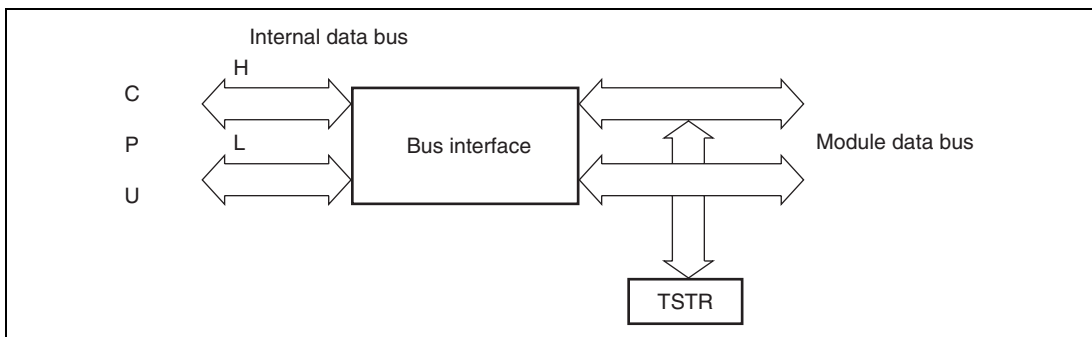 Internal data bus
H
C
P
L
Bus interface
Module data bus
U
TSTR